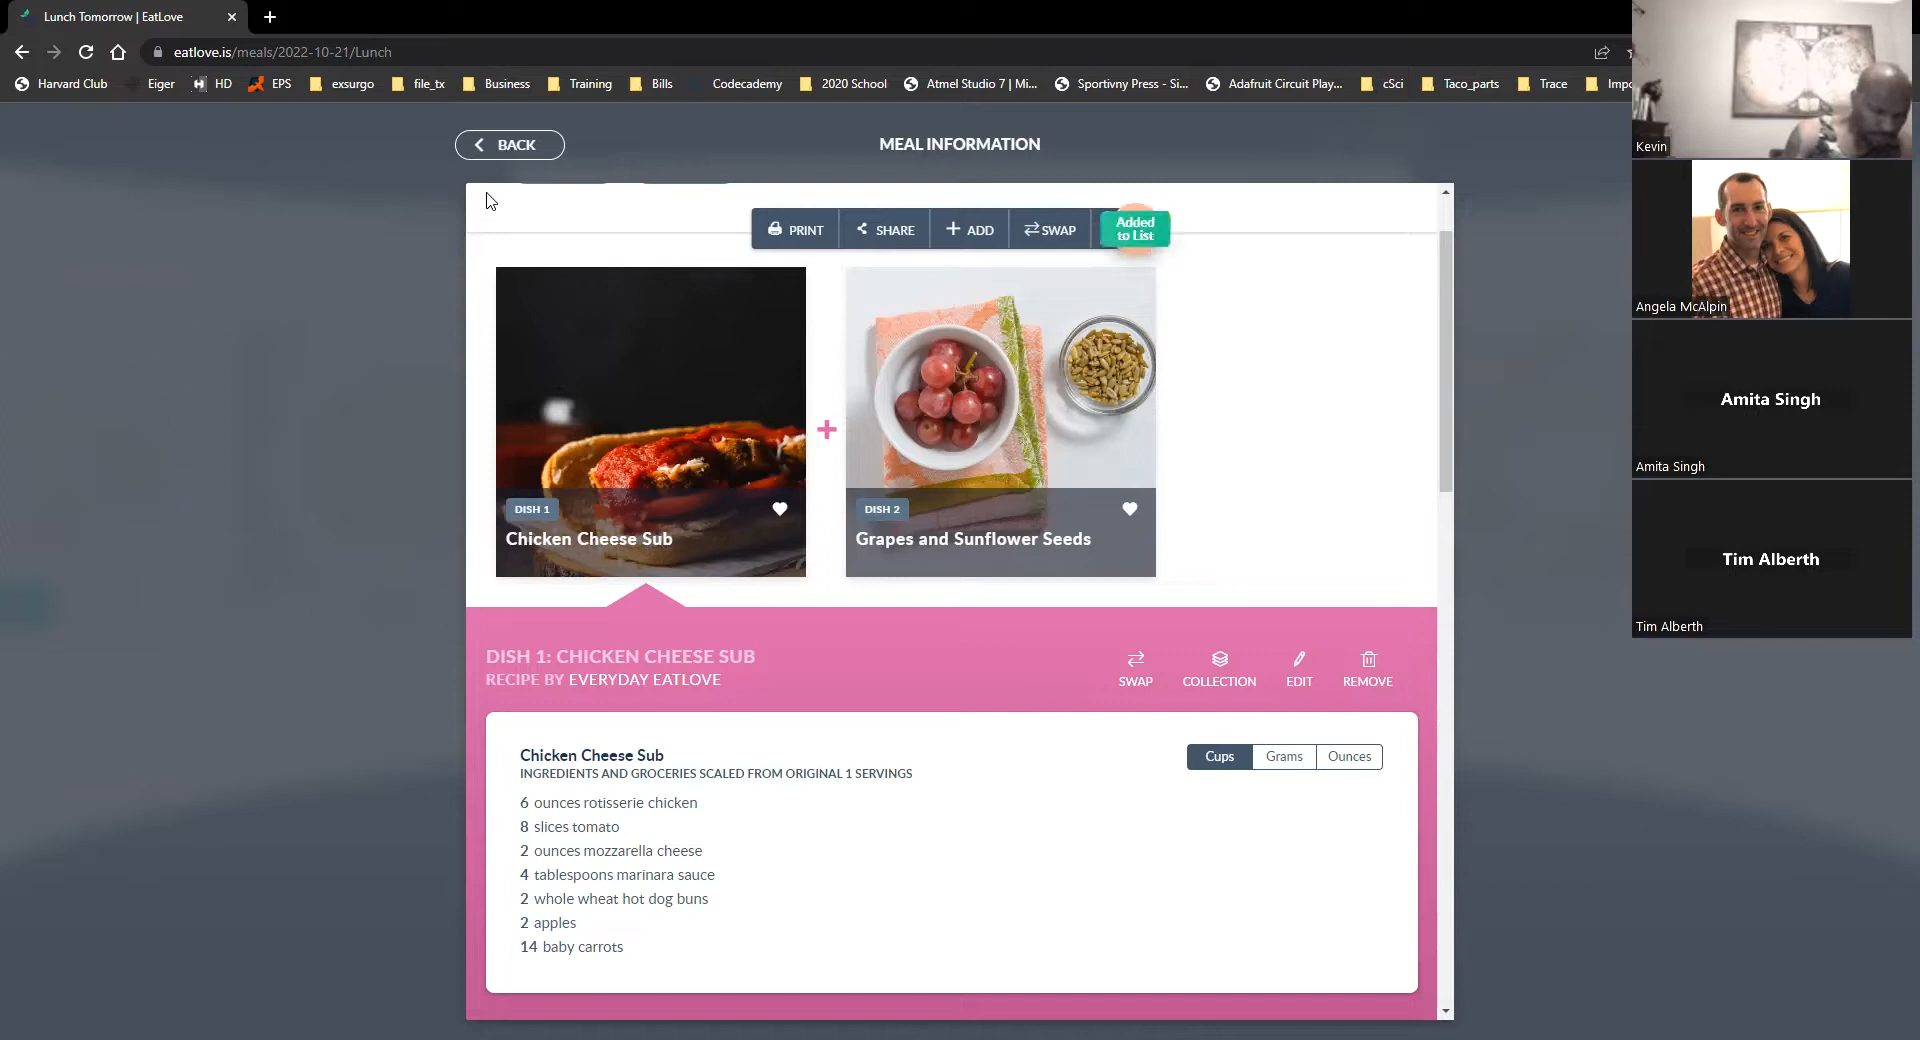 Lunch Tomorrow | EatLove
eatlove.is/meals/2022-10-21/Lunch
Harvard Club Eiger HD EPS exsurgo file_tx Business Training Bills Codecademy 2020 School Atmel Studio 7 | Mi... Sportivny Press - Si... Adafruit Circuit Play... cSci Taco_parts Trace Impo
BACK
MEAL INFORMATION
PRINT SHARE ADD SWAP
Added
to List
DISH 1
Chicken Cheese Sub
DISH 2
Grapes and Sunflower Seeds
DISH 1: CHICKEN CHEESE SUB
RECIPE BY EVERYDAY EATLOVE
SWAP COLLECTION EDIT REMOVE
Chicken Cheese Sub
INGREDIENTS AND GROCERIES SCALED FROM ORIGINAL 1 SERVINGS
Cups Grams Ounces
6 ounces rotisserie chicken
8 slices tomato
2 ounces mozzarella cheese
4 tablespoons marinara sauce
2 whole wheat hot dog buns
2 apples
14 baby carrots
Kevin
Angela McAlpin
Amita Singh
Amita Singh
Tim Alberth
Tim Alberth